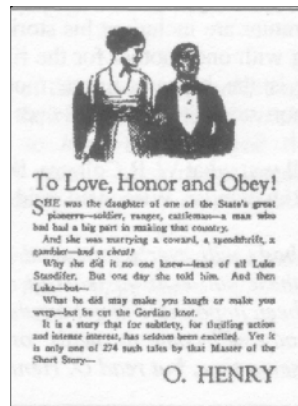 To Love, Honor and Obey!
SHE was the daughter of one of the State's great
pioneers—soldier, ranger, cattleman—a man who
had had a big part in making that country.
And she was marrying a coward, a spendthrift, a
gambler—and a cheat!
Why she did it no one knew—least of all Luke
Standifer. But one day she told him. And then
Luke—but—
What he did may make you laugh or make you
weep—but he cut the Gordian knot.
It is a story that for subtlety, for thrilling action
and intense interest, has seldom been excelled. Yet it
is only one of 274 such tales by that Master of the
Short Story—
O. HENRY